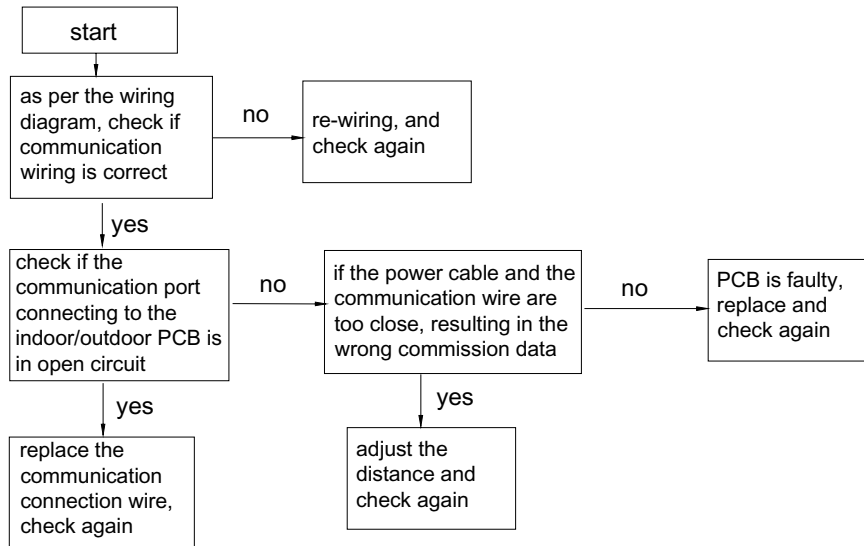 start
as per the wiring
diagram, check if
communication
wiring is correct
no
re-wiring, and
check again
yes
check if the
communication port
connecting to the
indoor/outdoor PCB is
in open circuit
no
if the power cable and the
communication wire are
too close, resulting in the
wrong commission data
no
PCB is faulty,
replace and
check again
yes
replace the
communication
connection wire,
check again
yes
adjust the
distance and
check again